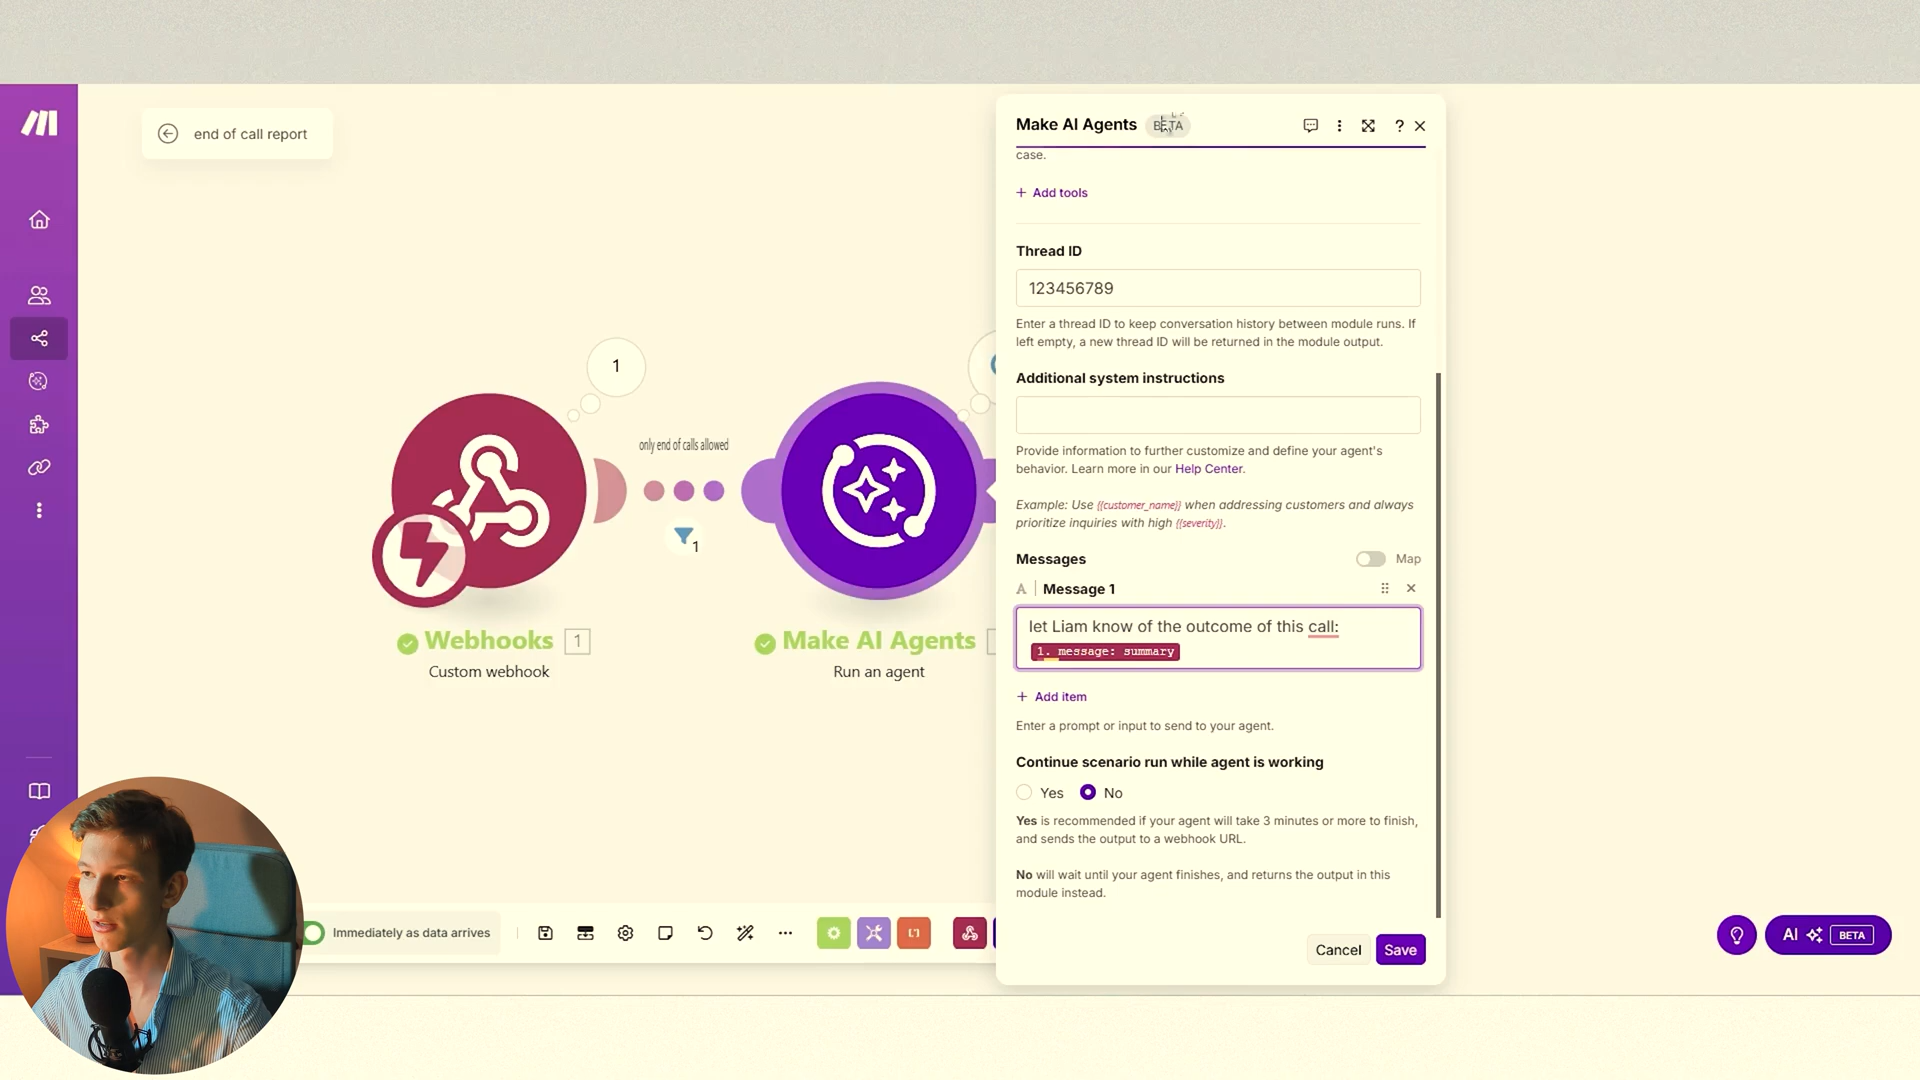 end of call report
Make AI Agents BETA
?
case.
+ Add tools
Thread ID
123456789
Enter a thread ID to keep conversation history between module runs. If
left empty, a new thread ID will be returned in the module output.
Additional system instructions
Provide information to further customize and define your agent's
behavior. Learn more in our Help Center.
Example: Use {{customer_name}} when addressing customers and always
prioritize inquiries with high {{severity}}.
Messages
Map
A Message 1
let Liam know of the outcome of this call:
1. message: summary
+ Add item
Enter a prompt or input to send to your agent.
Continue scenario run while agent is working
Yes No
Yes is recommended if your agent will take 3 minutes or more to finish,
and sends the output to a webhook URL.
No will wait until your agent finishes, and returns the output in this
module instead.
Cancel Save
1
only end of calls allowed
1
Webhooks 1
Custom webhook
Make AI Agents
Run an agent
Immediately as data arrives
AI BETA